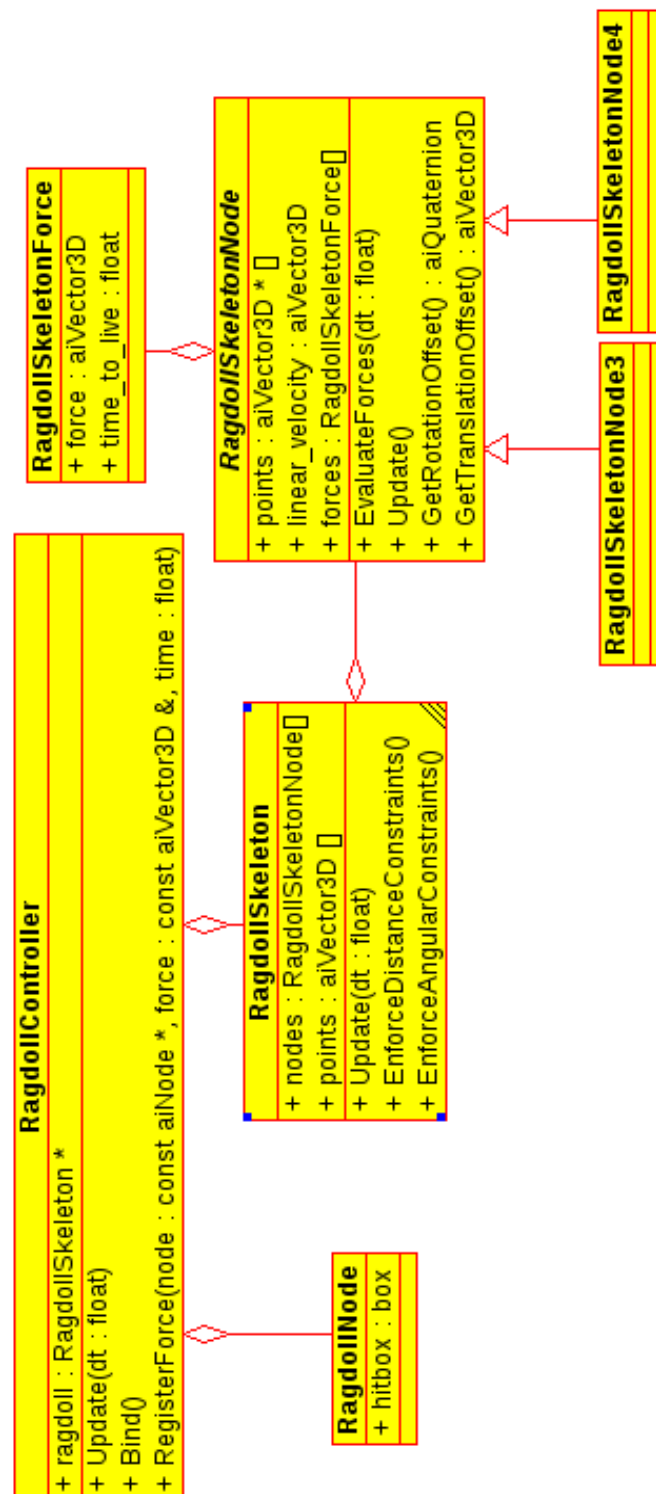 RagdollController
+ ragdoll : RagdollSkeleton *
+ Update(dt : float)
+ Bind()
+ RegisterForce(node : const aiNode *, force : const aiVector3D &, time : float)
RagdollSkeletonForce
+ force : aiVector3D
+ time_to_live : float
RagdollNode
+ hitbox : box
RagdollSkeleton
+ nodes : RagdollSkeletonNode[]
+ points : aiVector3D []
+ Update(dt : float)
+ EnforceDistanceConstraints()
+ EnforceAngularConstraints()
RagdollSkeletonNode
+ points : aiVector3D * []
+ linear_velocity : aiVector3D
+ forces : RagdollSkeletonForce[]
+ EvaluateForces(dt : float)
+ Update()
+ GetRotationOffset() : aiQuaternion
+ GetTranslationOffset() : aiVector3D
RagdollSkeletonNode3
RagdollSkeletonNode4